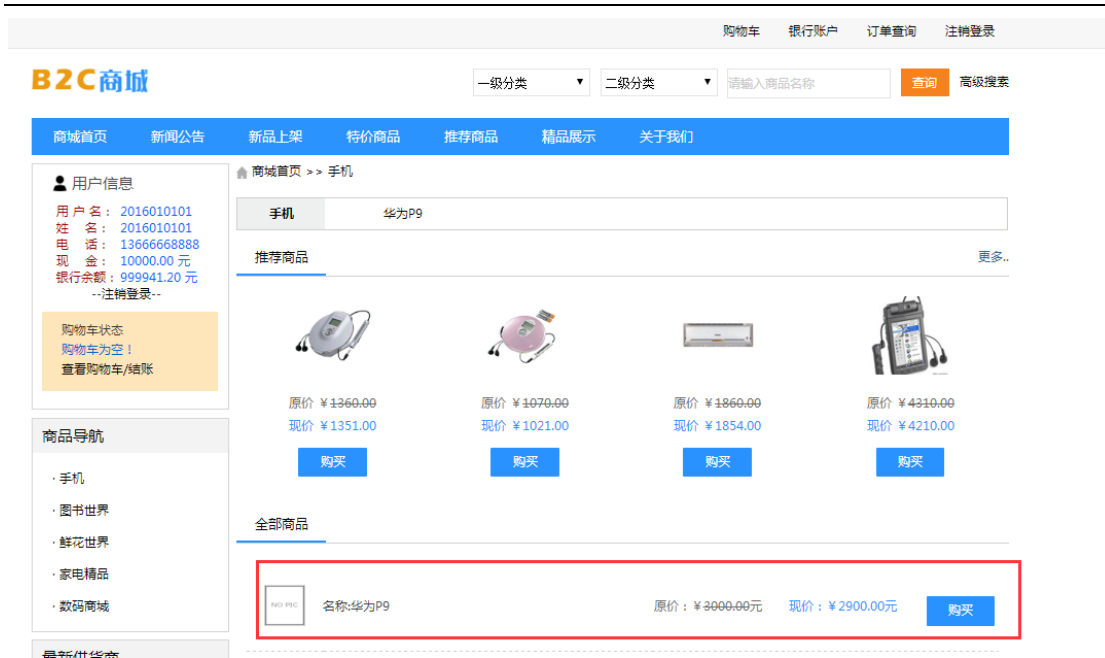 购物车 银行账户 订单查询 注销登录
B2C商城
一级分类 二级分类 请输入商品名称 查询 高级搜索
商城首页 新闻公告 新品上架 特价商品 推荐商品 精品展示 关于我们
用户信息
用 户 名： 2016010101
姓 名： 2016010101
电 话： 13666668888
现 金： 10000.00 元
银行余额：999941.20 元
--注销登录--
购物车状态
购物车为空！
查看购物车/结账
商品导航
· 手机
· 图书世界
· 鲜花世界
· 家电精品
· 数码商城
最新供货商
商城首页 >> 手机
手机 华为P9
推荐商品 更多..
原价 ￥1360.00 原价 ￥1070.00 原价 ￥1860.00 原价 ￥4310.00
现价 ￥1351.00 现价 ￥1021.00 现价 ￥1854.00 现价 ￥4210.00
购买 购买 购买 购买
全部商品
NO PIC 名称:华为P9 原价：￥3000.00元 现价：￥2900.00元 购买